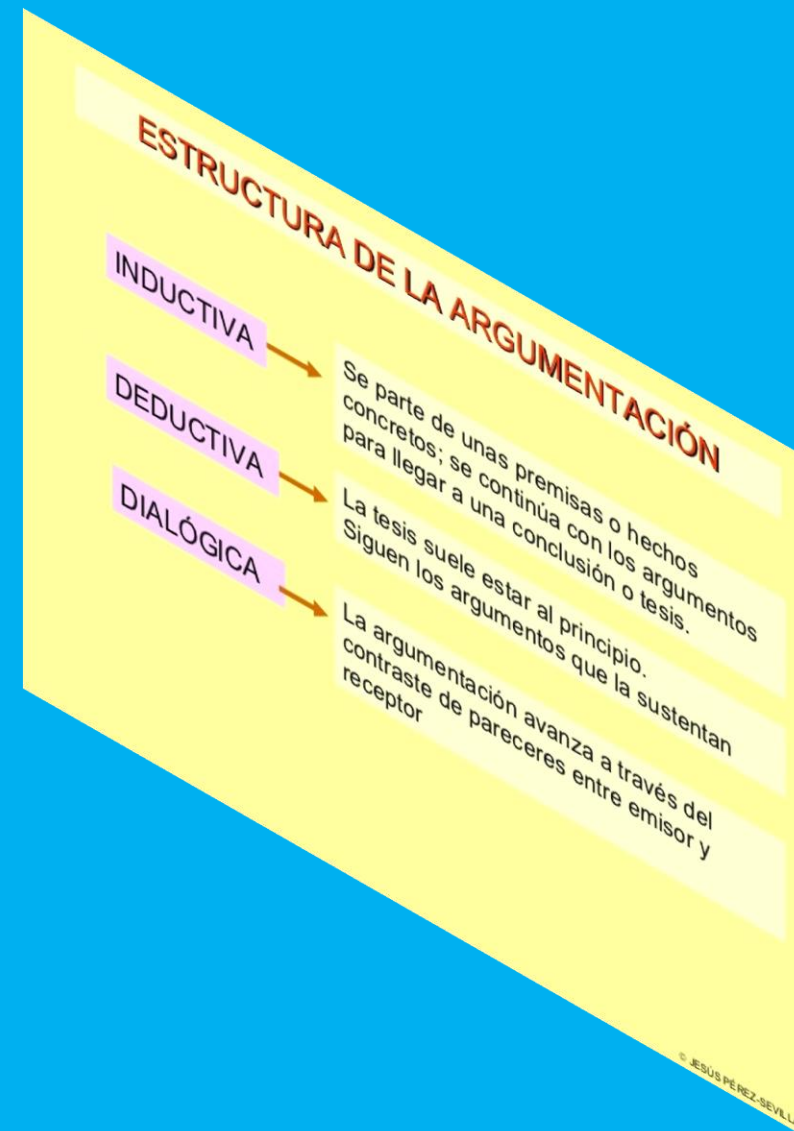 ESTRUCTURA DE LA ARGUMENTACIÓN
INDUCTIVA
Se parte de unas premisas o hechos
concretos; se continúa con los argumentos
para llegar a una conclusión o tesis.
DEDUCTIVA
La tesis suele estar al principio.
Siguen los argumentos que la sustentan
DIALÓGICA
La argumentación avanza a través del
contraste de pareceres entre emisor y
receptor
© JESÚS PÉREZ-SEVILLA